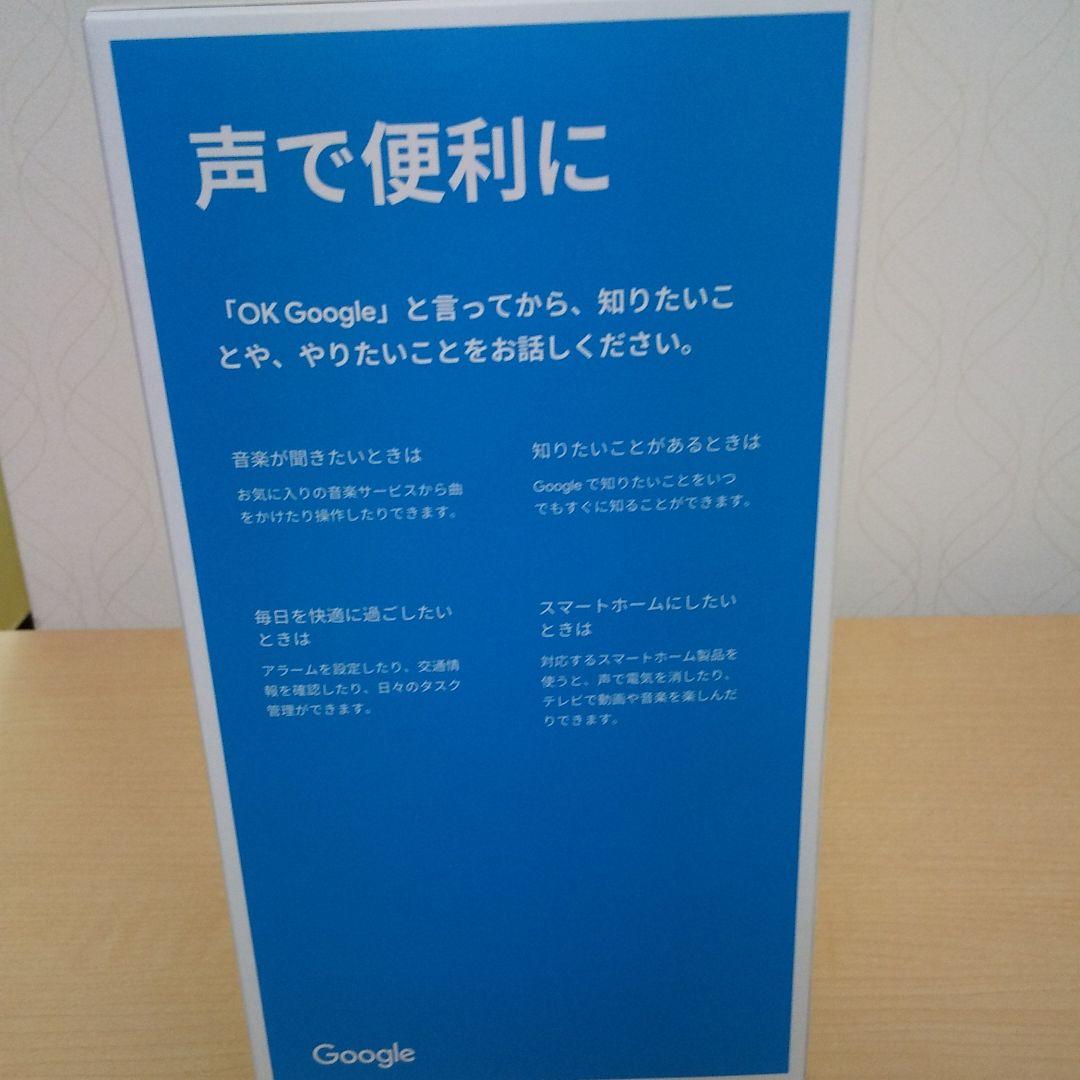 声で便利に
「OK Google」と言ってから、知りたいこ
とや、やりたいことをお話しください。
音楽が聞きたいときは
お気に入りの音楽サービスから曲
をかけたり操作したりできます。
知りたいことがあるときは
Google で知りたいことをいつ
でもすぐに知ることができます。
毎日を快適に過ごしたい
ときは
アラームを設定したり、交通情
報を確認したり、日々のタスク
管理ができます。
スマートホームにしたい
ときは
対応するスマートホーム製品を
使うと、声で電気を消したり、
テレビで動画や音楽を楽しんだ
りできます。
Google